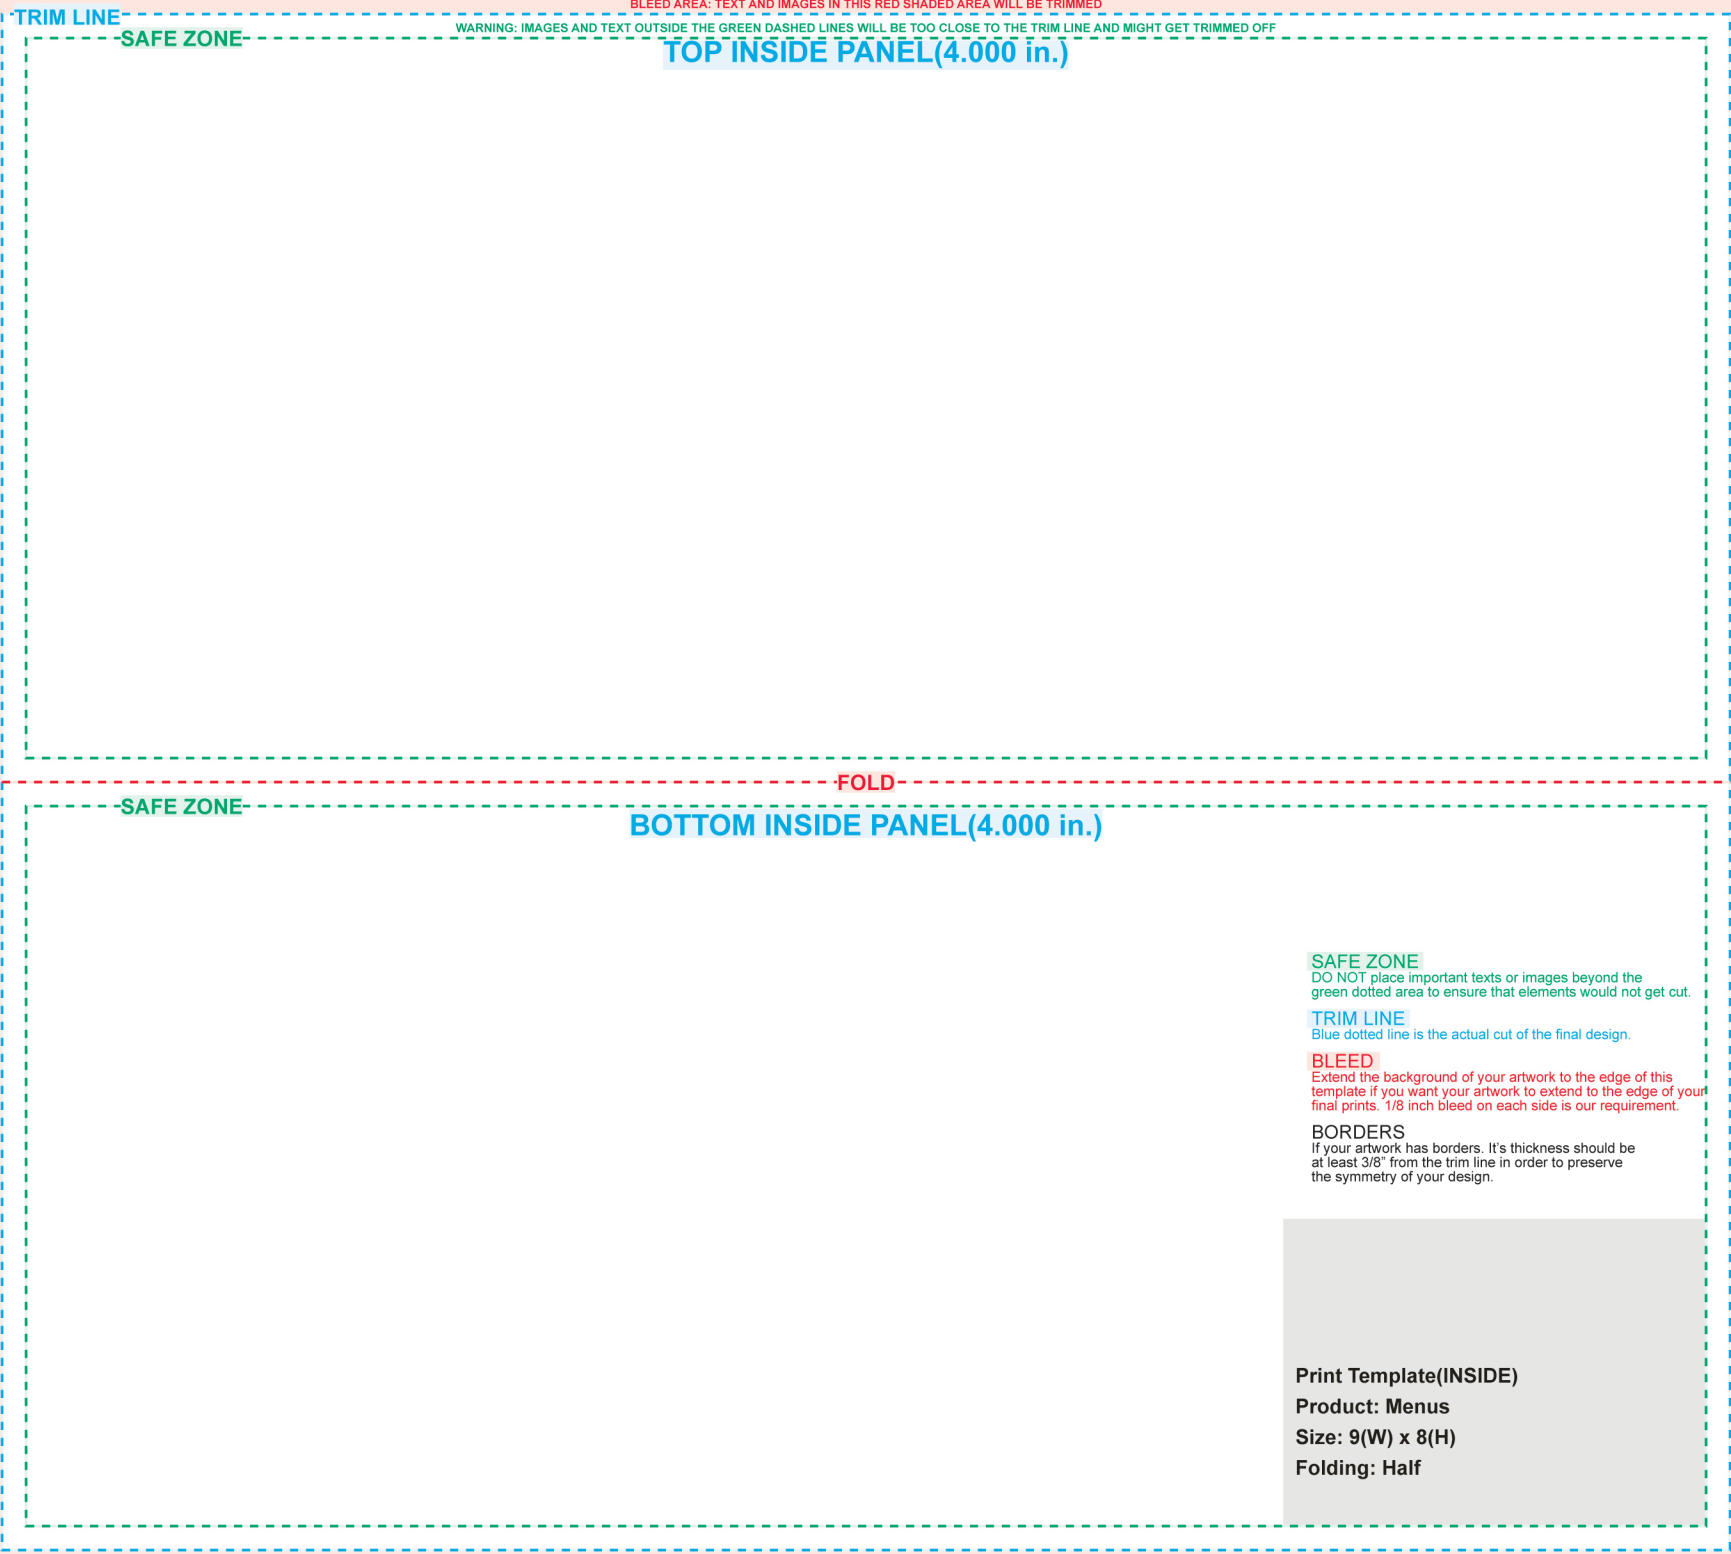 BLEED AREA: TEXT AND IMAGES IN THIS RED SHADED AREA WILL BE TRIMMED
TRIM LINE
WARNING: IMAGES AND TEXT OUTSIDE THE GREEN DASHED LINES WILL BE TOO CLOSE TO THE TRIM LINE AND MIGHT GET TRIMMED OFF
SAFE ZONE
TOP INSIDE PANEL(4.000 in.)
FOLD
SAFE ZONE
BOTTOM INSIDE PANEL(4.000 in.)
SAFE ZONE
DO NOT place important texts or images beyond the
green dotted area to ensure that elements would not get cut.
TRIM LINE
Blue dotted line is the actual cut of the final design.
BLEED
Extend the background of your artwork to the edge of this
template if you want your artwork to extend to the edge of your
final prints. 1/8 inch bleed on each side is our requirement.
BORDERS
If your artwork has borders. It’s thickness should be
at least 3/8” from the trim line in order to preserve
the symmetry of your design.
Print Template(INSIDE)
Product: Menus
Size: 9(W) x 8(H)
Folding: Half